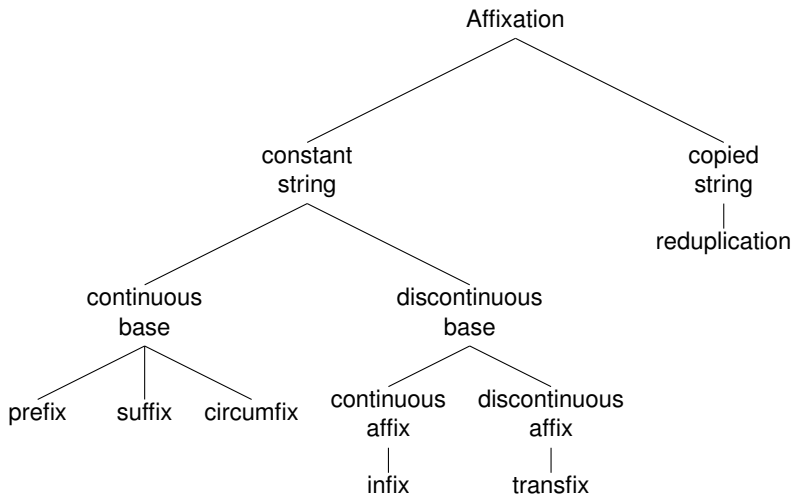 Affixation
constant
string
copied
string
reduplication
continuous
base
discontinuous
base
prefix
suffix
circumfix
continuous
affix
discontinuous
affix
infix
transfix